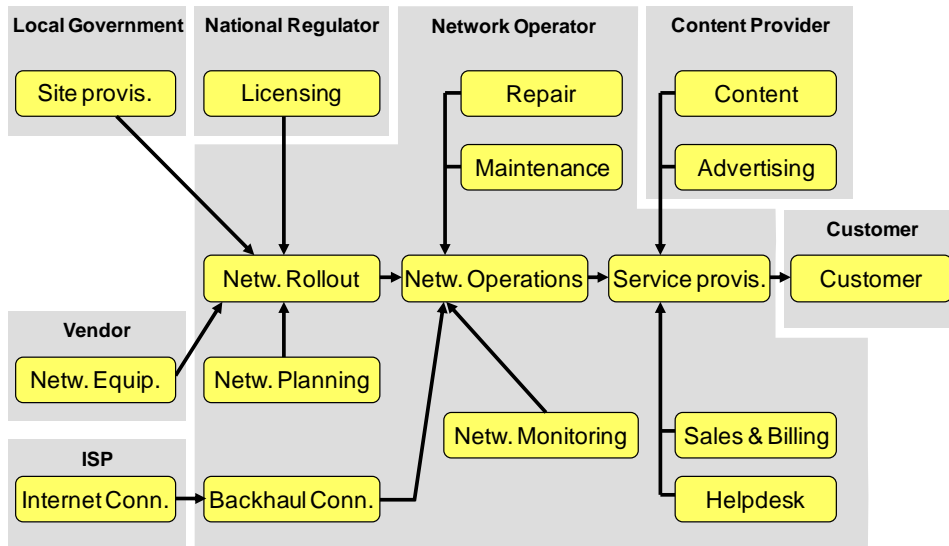 Local Government
National Regulator
Network Operator
Content Provider
Site provis.
Licensing
Repair
Content
Maintenance
Advertising
Customer
Netw. Rollout
Netw. Operations
Service provis.
Customer
Vendor
Netw. Equip.
Netw. Planning
Netw. Monitoring
Sales & Billing
ISP
Internet Conn.
Backhaul Conn.
Helpdesk